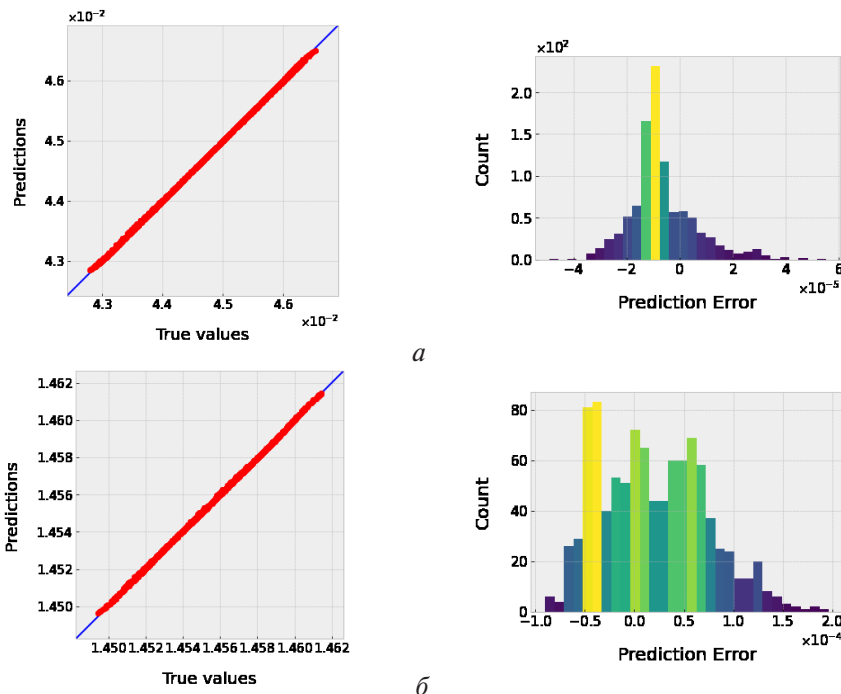 ×10⁻²
4.6
4.5
4.4
4.3
Predictions
4.3 4.4 4.5 4.6
×10⁻²
True values
×10²
2.0
1.5
1.0
0.5
0.0
Count
−4 −2 0 2 4 6
×10⁻⁵
Prediction Error
а
1.462
1.460
1.458
1.456
1.454
1.452
1.450
Predictions
1.450 1.452 1.454 1.456 1.458 1.460 1.462
True values
80
60
40
20
0
Count
−1.0 −0.5 0.0 0.5 1.0 1.5 2.0
×10⁻⁴
Prediction Error
б